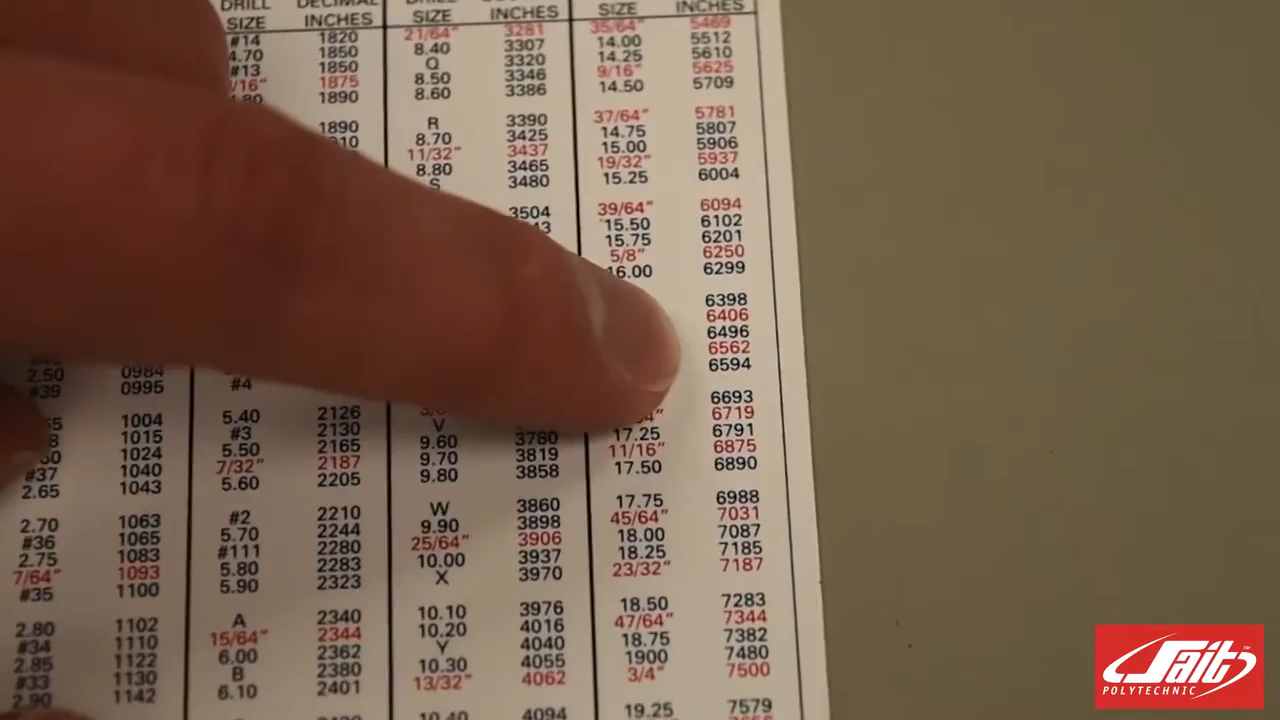 DRILL SIZE DECIMAL INCHES SIZE INCHES SIZE INCHES
#14 1820 21/64" 3281 35/64" 5469
4.70 1850 8.40 3307 14.00 5512
#13 1850 Q 3320 14.25 5610
/16" 1875 8.50 3346 9/16" 5625
1890 8.60 3386 14.50 5709
1890 R 3390 37/64" 5781
8.70 3425 14.75 5807
11/32" 3437 15.00 5906
8.80 3465 19/32" 5937
3480 15.25 6004
3504 39/64" 6094
15.50 6102
15.75 6201
5/8" 6250
16.00 6299
6398
6406
6496
6562
2.50 0984 6594
#39 0995 #4
6693
1004 5.40 2126 6719
1015 #3 2130 V 3780 17.25 6791
1024 5.50 2165 9.60 3819 11/16" 6875
#37 1040 7/32" 2187 9.70 3858 17.50 6890
2.65 1043 5.60 2205 9.80
2.70 1063 #2 2210 W 3860 17.75 6988
#36 1065 5.70 2244 9.90 3898 45/64" 7031
2.75 1083 #111 2280 25/64" 3906 18.00 7087
7/64" 1093 5.80 2283 10.00 3937 18.25 7185
#35 1100 5.90 2323 X 3970 23/32" 7187
2.80 1102 A 2340 10.10 3976 18.50 7283
#34 1110 15/64" 2344 10.20 4016 47/64" 7344
2.85 1122 6.00 2362 Y 4040 18.75 7382
#33 1130 B 2380 10.30 4055 1900 7480
2.90 1142 6.10 2401 13/32" 4062 3/4" 7500
10.40 4094 19.25 7579
Sait
POLYTECHNIC